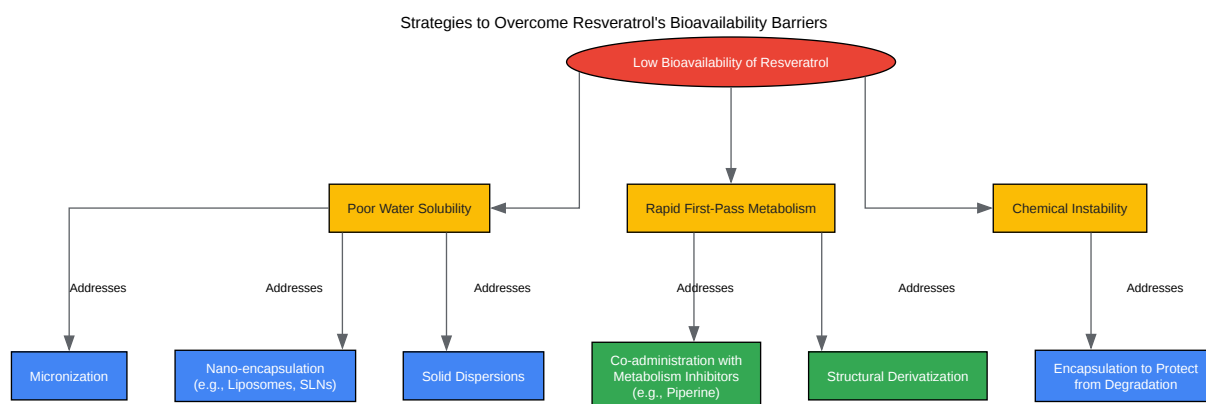 Strategies to Overcome Resveratrol's Bioavailability Barriers
Low Bioavailability of Resveratrol
Poor Water Solubility
Rapid First-Pass Metabolism
Chemical Instability
Addresses
Addresses
Addresses
Addresses
Addresses
Addresses
Micronization
Nano-encapsulation
(e.g., Liposomes, SLNs)
Solid Dispersions
Co-administration with
Metabolism Inhibitors
(e.g., Piperine)
Structural Derivatization
Encapsulation to Protect
from Degradation